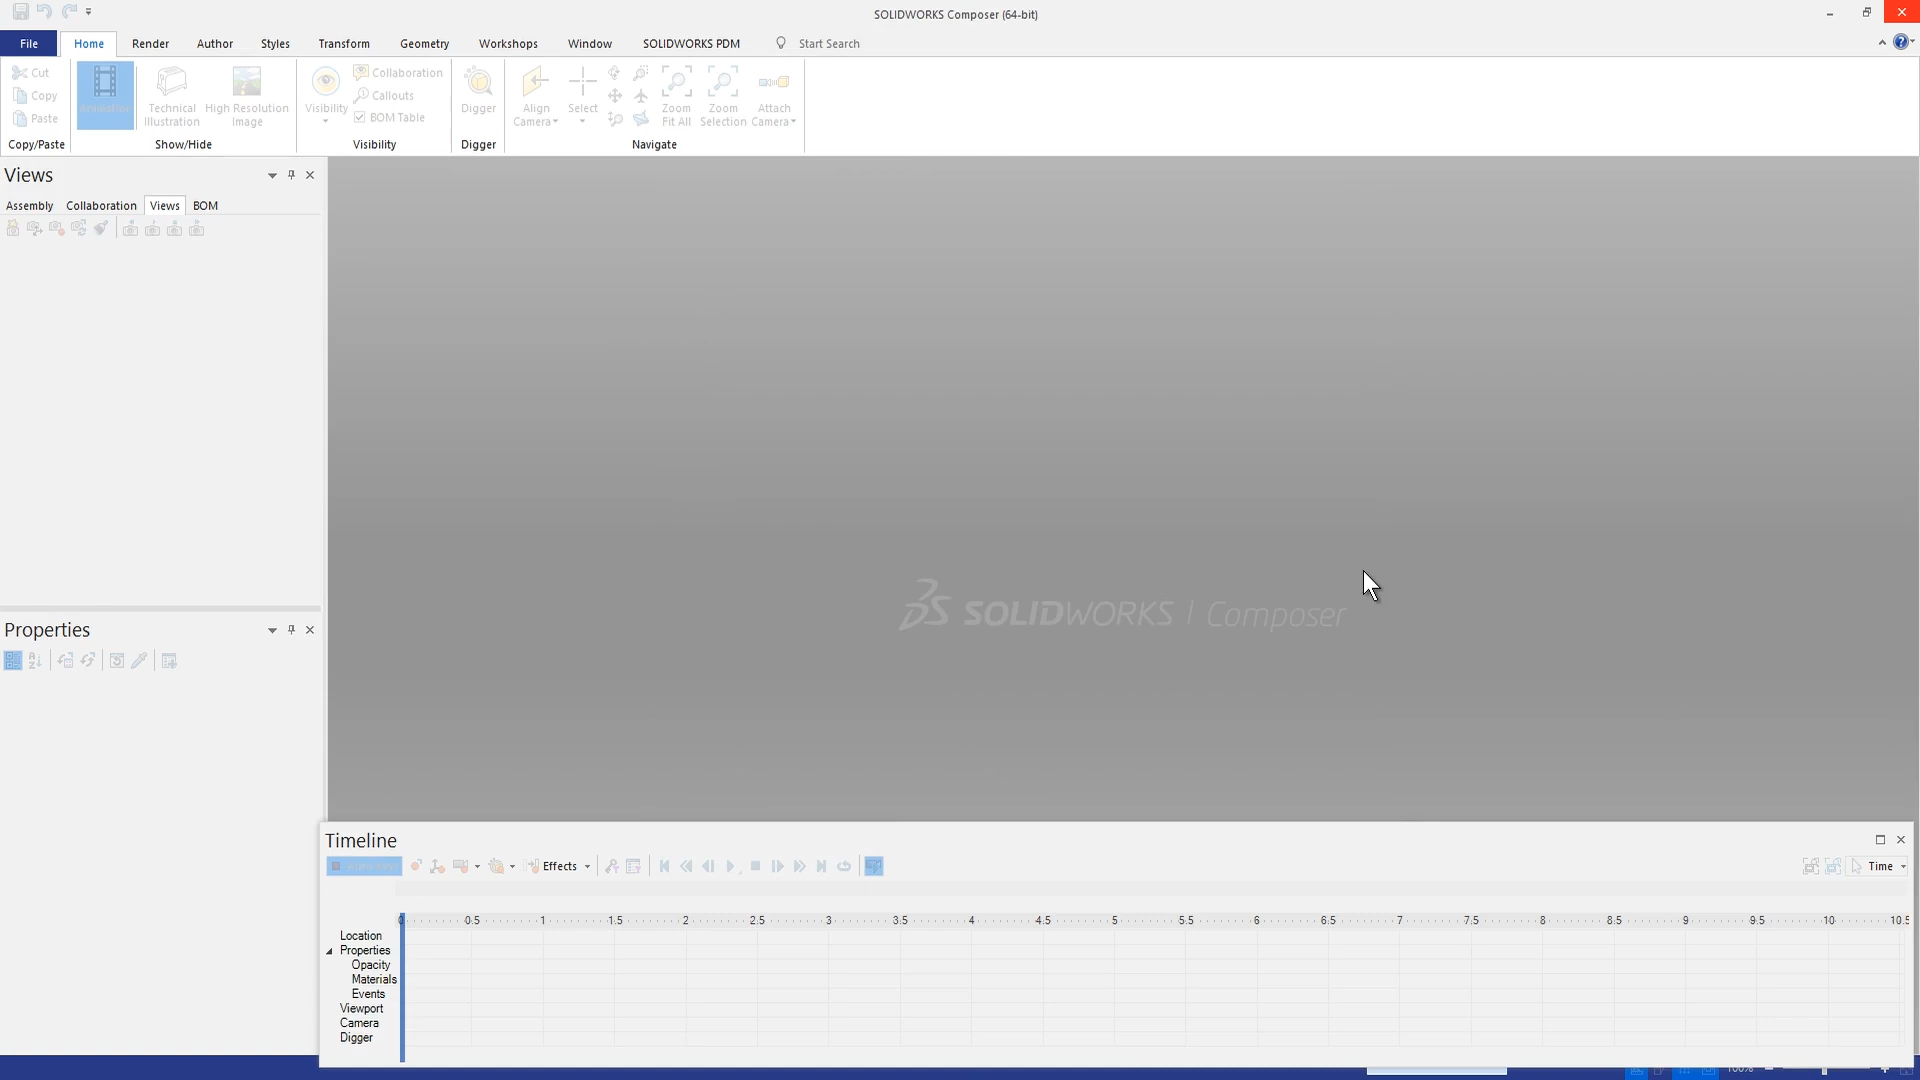 SOLIDWORKS Composer (64-bit)
File Home Render Author Styles Transform Geometry Workshops Window SOLIDWORKS PDM Start Search
Cut
Copy
Paste
Copy/Paste
Animation
Technical Illustration
High Resolution Image
Show/Hide
Visibility
Collaboration
Callouts
BOM Table
Visibility
Digger
Digger
Align Camera
Select
Zoom Fit All
Zoom Selection
Attach Camera
Navigate
Views
Assembly Collaboration Views BOM
Properties
SOLIDWORKS | Composer
Timeline
Effects
Time
0 0.5 1 1.5 2 2.5 3 3.5 4 4.5 5 5.5 6 6.5 7 7.5 8 8.5 9 9.5 10 10.5
Location
Properties
Opacity
Materials
Events
Viewport
Camera
Digger
100%